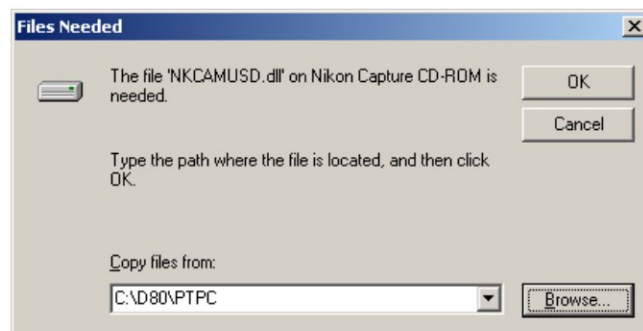 Files Needed
The file 'NKCAMUSD.dll' on Nikon Capture CD-ROM is
needed.
OK
Cancel
Type the path where the file is located, and then click
OK.
Copy files from:
C:\D80\PTPC
Browse...